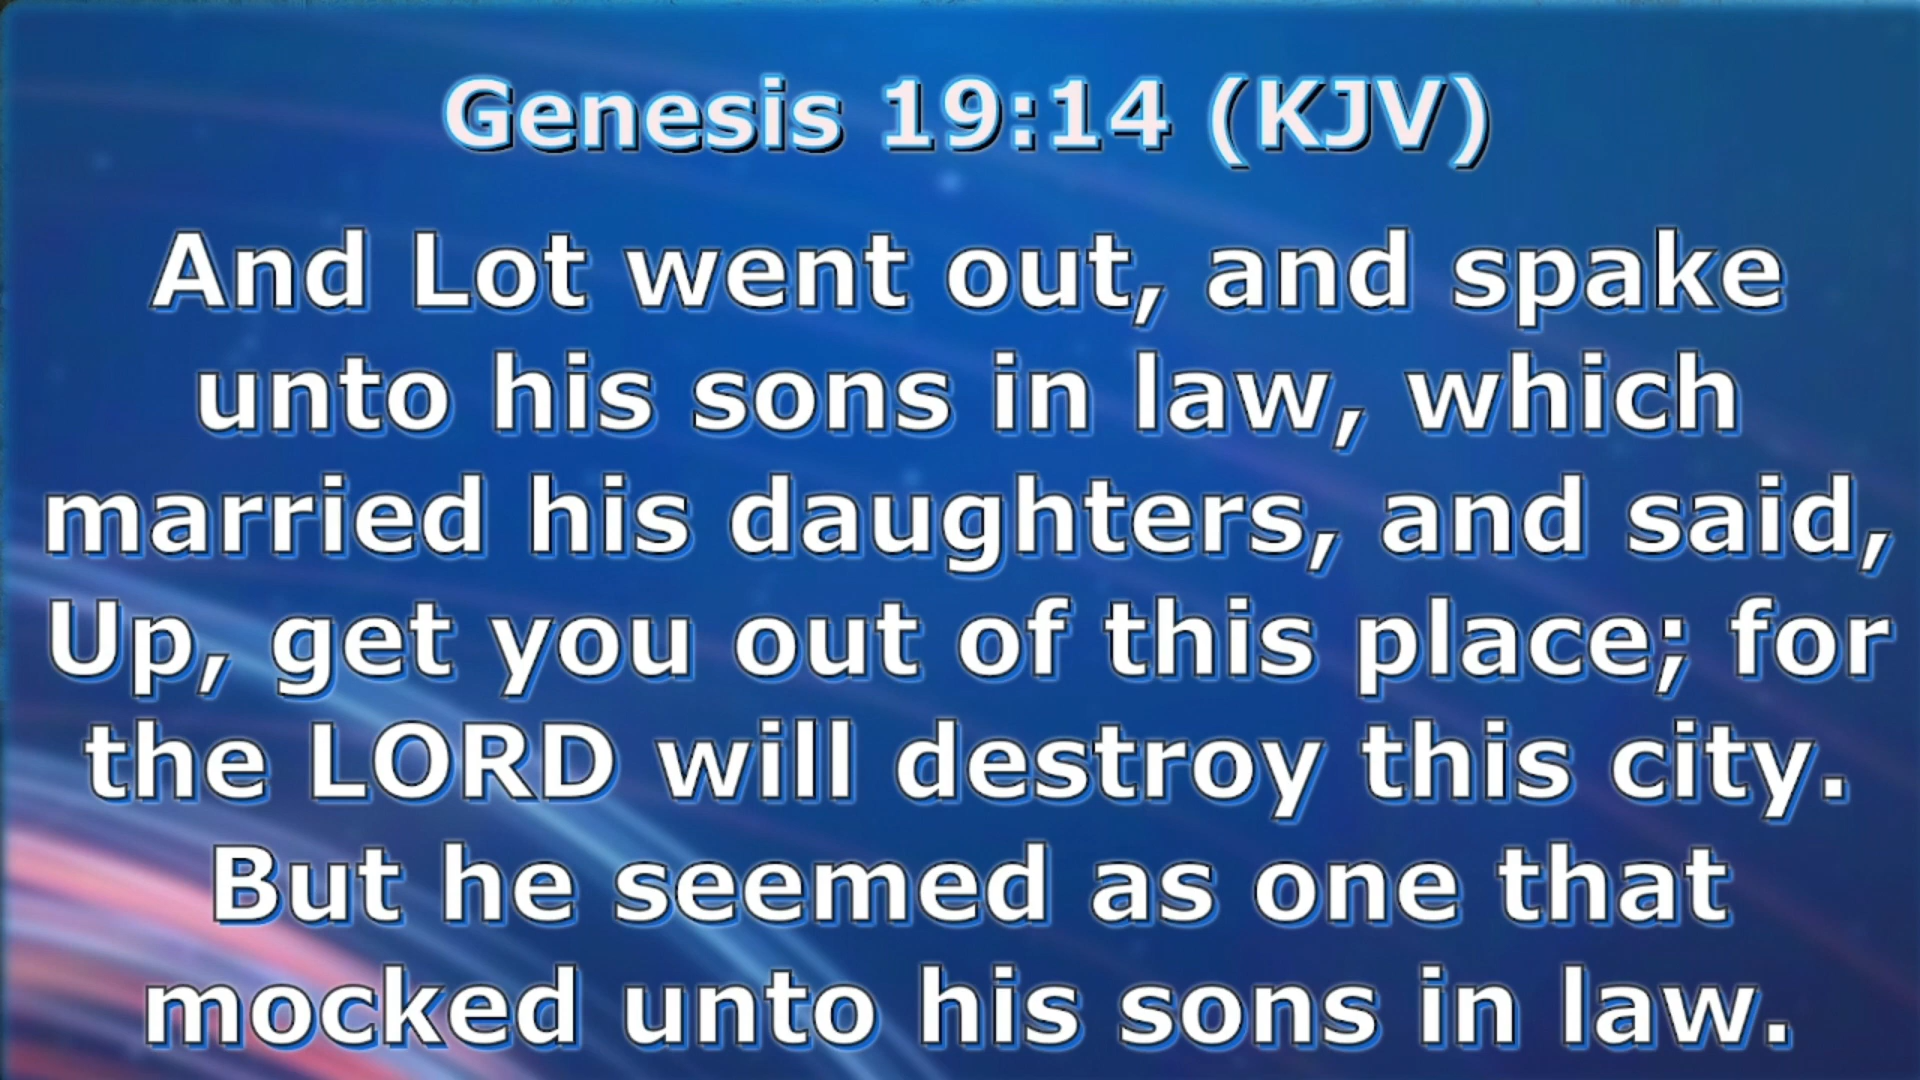 Genesis 19:14 (KJV)
And Lot went out, and spake
unto his sons in law, which
married his daughters, and said,
Up, get you out of this place; for
the LORD will destroy this city.
But he seemed as one that
mocked unto his sons in law.